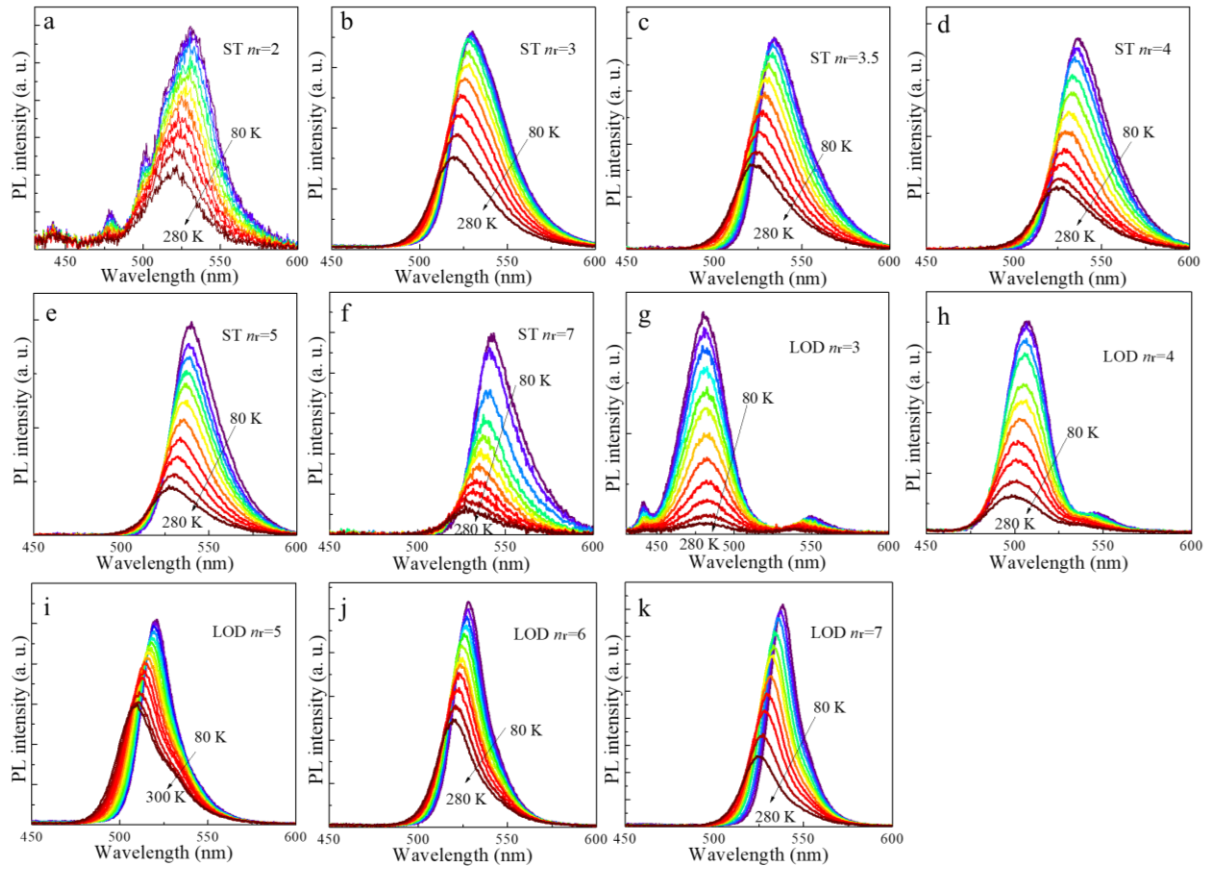 a
ST nr=2
80 K
280 K
PL intensity (a. u.)
450 500 550 600
Wavelength (nm)
b
ST nr=3
80 K
280 K
PL intensity (a. u.)
450 500 550 600
Wavelength (nm)
c
ST nr=3.5
80 K
280 K
PL intensity (a. u.)
450 500 550 600
Wavelength (nm)
d
ST nr=4
80 K
280 K
PL intensity (a. u.)
450 500 550 600
Wavelength (nm)
e
ST nr=5
80 K
280 K
PL intensity (a. u.)
450 500 550 600
Wavelength (nm)
f
ST nr=7
80 K
280 K
PL intensity (a. u.)
450 500 550 600
Wavelength (nm)
g
LOD nr=3
80 K
280 K
PL intensity (a. u.)
450 500 550 600
Wavelength (nm)
h
LOD nr=4
80 K
280 K
PL intensity (a. u.)
450 500 550 600
Wavelength (nm)
i
LOD nr=5
80 K
300 K
PL intensity (a. u.)
450 500 550 600
Wavelength (nm)
j
LOD nr=6
80 K
280 K
PL intensity (a. u.)
450 500 550 600
Wavelength (nm)
k
LOD nr=7
80 K
280 K
PL intensity (a. u.)
450 500 550 600
Wavelength (nm)